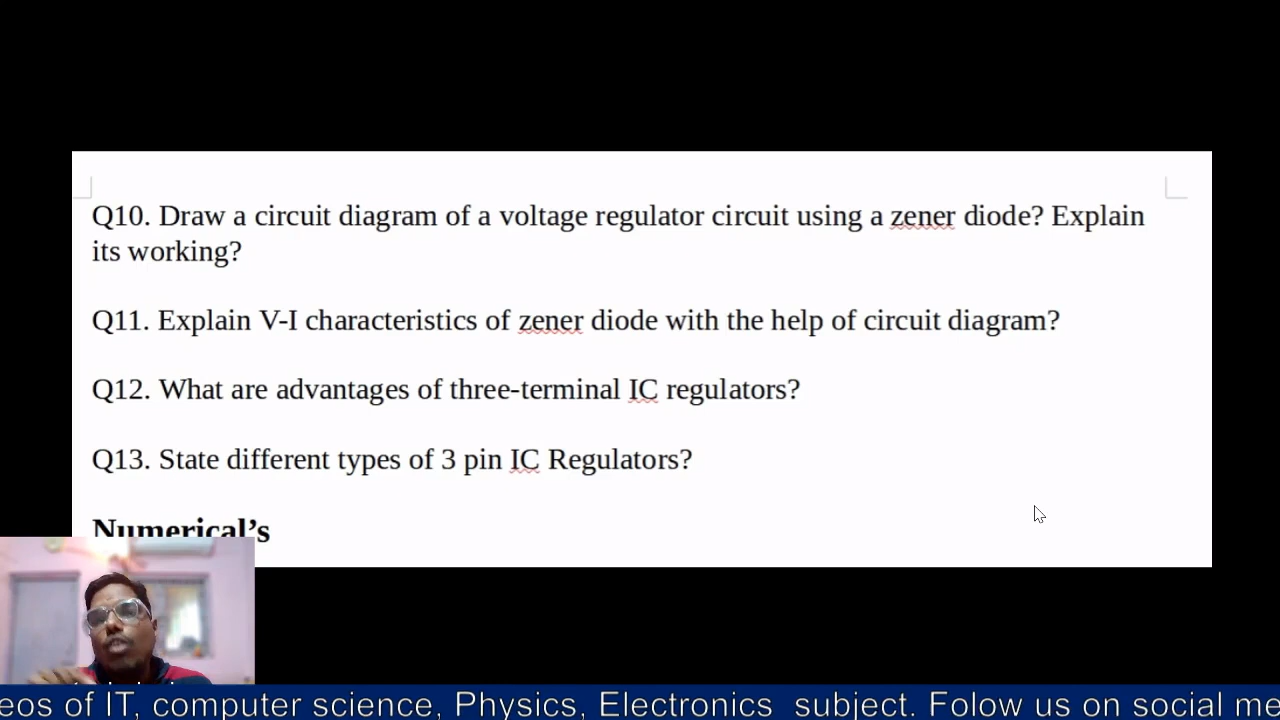 Q10. Draw a circuit diagram of a voltage regulator circuit using a zener diode? Explain
its working?
Q11. Explain V-I characteristics of zener diode with the help of circuit diagram?
Q12. What are advantages of three-terminal IC regulators?
Q13. State different types of 3 pin IC Regulators?
Numerical’s
eos of IT, computer science, Physics, Electronics subject. Folow us on social me